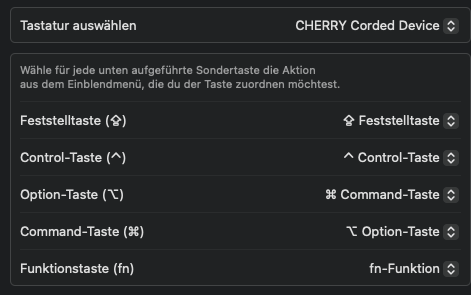 Tastatur auswählen CHERRY Corded Device
Wähle für jede unten aufgeführte Sondertaste die Aktion
aus dem Einblendmenü, die du der Taste zuordnen möchtest.
Feststelltaste (⇪) ⇪ Feststelltaste
Control-Taste (^) ^ Control-Taste
Option-Taste (⌥) ⌘ Command-Taste
Command-Taste (⌘) ⌥ Option-Taste
Funktionstaste (fn) fn-Funktion